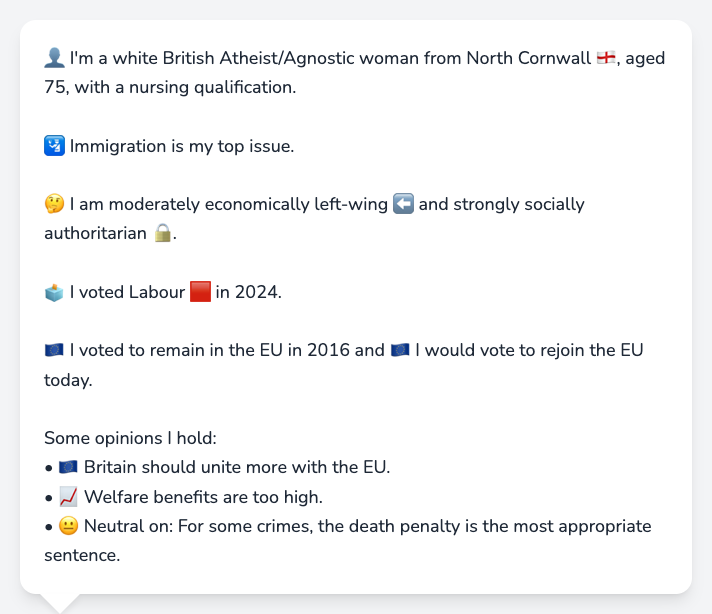 👤 I'm a white British Atheist/Agnostic woman from North Cornwall 🏴󠁧󠁢󠁥󠁮󠁧󠁿, aged
75, with a nursing qualification.
🛂 Immigration is my top issue.
🤔 I am moderately economically left-wing ⬅️ and strongly socially
authoritarian 🔒.
🗳️ I voted Labour 🟥 in 2024.
🇪🇺 I voted to remain in the EU in 2016 and 🇪🇺 I would vote to rejoin the EU
today.
Some opinions I hold:
• 🇪🇺 Britain should unite more with the EU.
• 📈 Welfare benefits are too high.
• 😐 Neutral on: For some crimes, the death penalty is the most appropriate
sentence.